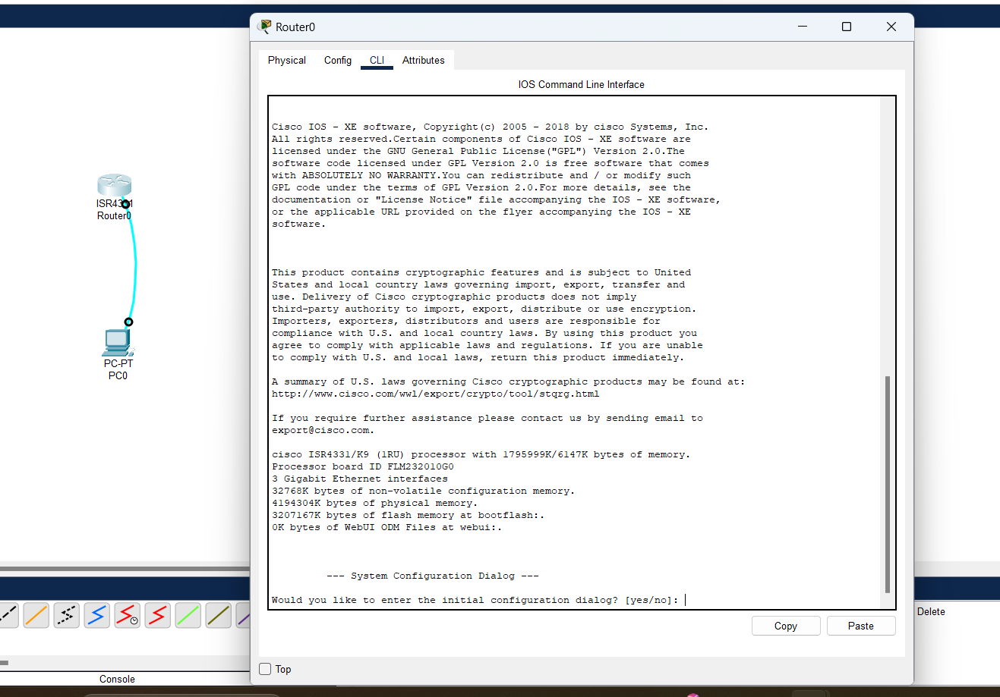 Router0
Physical
Config
CLI
Attributes
IOS Command Line Interface
Cisco IOS - XE software, Copyright(c) 2005 - 2018 by cisco Systems, Inc.
All rights reserved.Certain components of Cisco IOS - XE software are
licensed under the GNU General Public License("GPL") Version 2.0.The
software code licensed under GPL Version 2.0 is free software that comes
with ABSOLUTELY NO WARRANTY.You can redistribute and / or modify such
GPL code under the terms of GPL Version 2.0.For more details, see the
documentation or "License Notice" file accompanying the IOS - XE software,
or the applicable URL provided on the flyer accompanying the IOS - XE
software.
This product contains cryptographic features and is subject to United
States and local country laws governing import, export, transfer and
use. Delivery of Cisco cryptographic products does not imply
third-party authority to import, export, distribute or use encryption.
Importers, exporters, distributors and users are responsible for
compliance with U.S. and local country laws. By using this product you
agree to comply with applicable laws and regulations. If you are unable
to comply with U.S. and local laws, return this product immediately.
A summary of U.S. laws governing Cisco cryptographic products may be found at:
http://www.cisco.com/wwl/export/crypto/tool/stqrg.html
If you require further assistance please contact us by sending email to
export@cisco.com.
cisco ISR4331/K9 (1RU) processor with 1795999K/6147K bytes of memory.
Processor board ID FLM232010G0
3 Gigabit Ethernet interfaces
32768K bytes of non-volatile configuration memory.
4194304K bytes of physical memory.
3207167K bytes of flash memory at bootflash:.
0K bytes of WebUI ODM Files at webui:.
--- System Configuration Dialog ---
Would you like to enter the initial configuration dialog? [yes/no]:
Copy
Paste
Top
ISR4331
Router0
PC-PT
PC0
Console
Delete